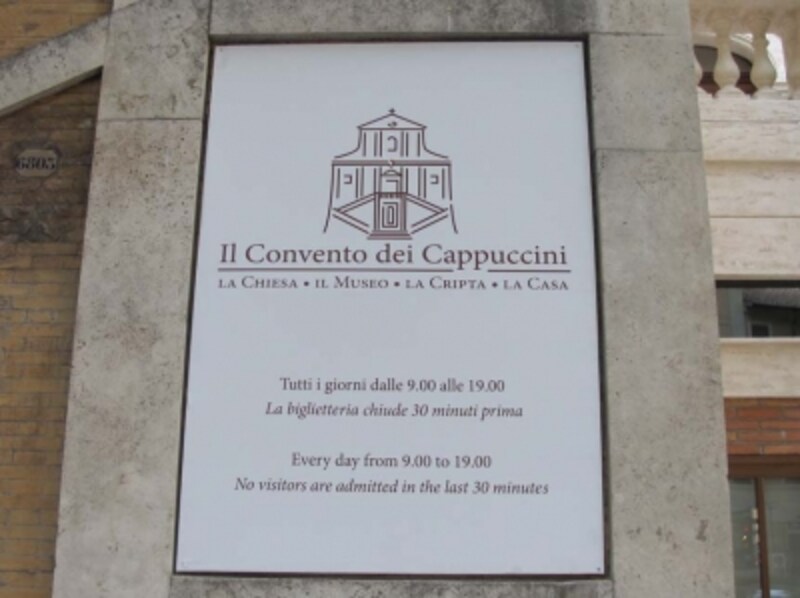 6805
Il Convento dei Cappuccini
LA CHIESA • IL MUSEO • LA CRIPTA • LA CASA
Tutti i giorni dalle 9.00 alle 19.00
La biglietteria chiude 30 minuti prima
Every day from 9.00 to 19.00
No visitors are admitted in the last 30 minutes